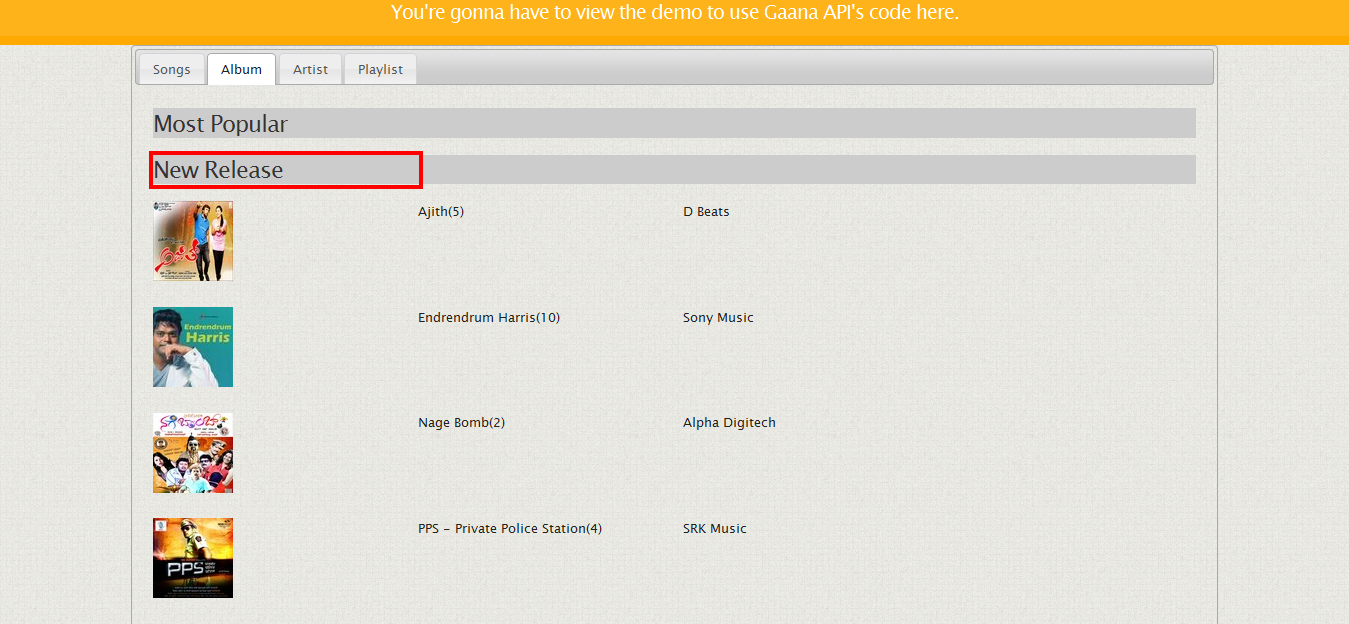 You're gonna have to view the demo to use Gaana API's code here.
Songs
Album
Artist
Playlist
Most Popular
New Release
Ajith(5)
D Beats
Endrendrum
Harris
Endrendrum Harris(10)
Sony Music
Nage Bomb(2)
Alpha Digitech
PPS
PPS - Private Police Station(4)
SRK Music